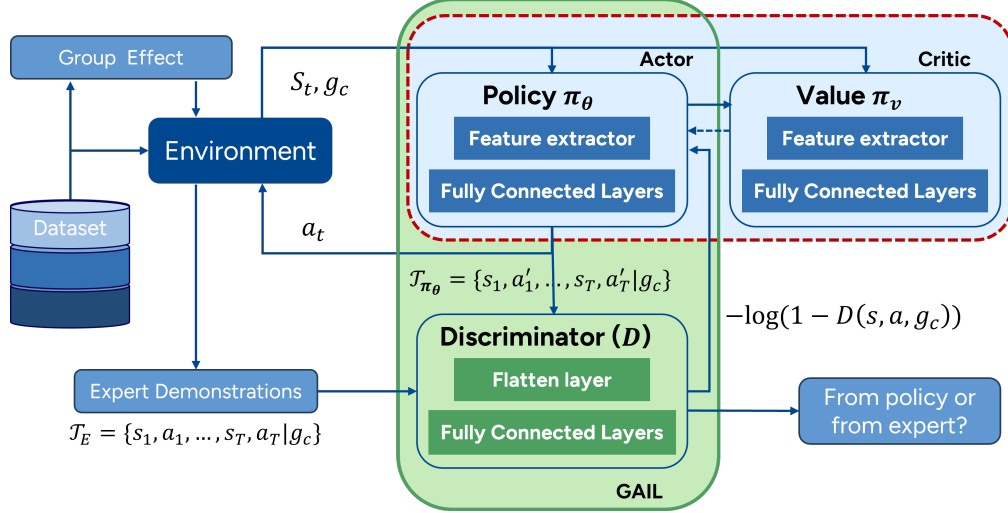 Group Effect
Environment
Dataset
Expert Demonstrations
𝒯_E = {s_1, a_1, …, s_T, a_T|g_c}
S_t, g_c
a_t
Actor
Policy π_θ
Feature extractor
Fully Connected Layers
Critic
Value π_v
Feature extractor
Fully Connected Layers
𝒯_{π_θ} = {s_1, a′_1, …, s_T, a′_T|g_c}
−log(1 − D(s, a, g_c))
Discriminator (D)
Flatten layer
Fully Connected Layers
GAIL
From policy or
from expert?